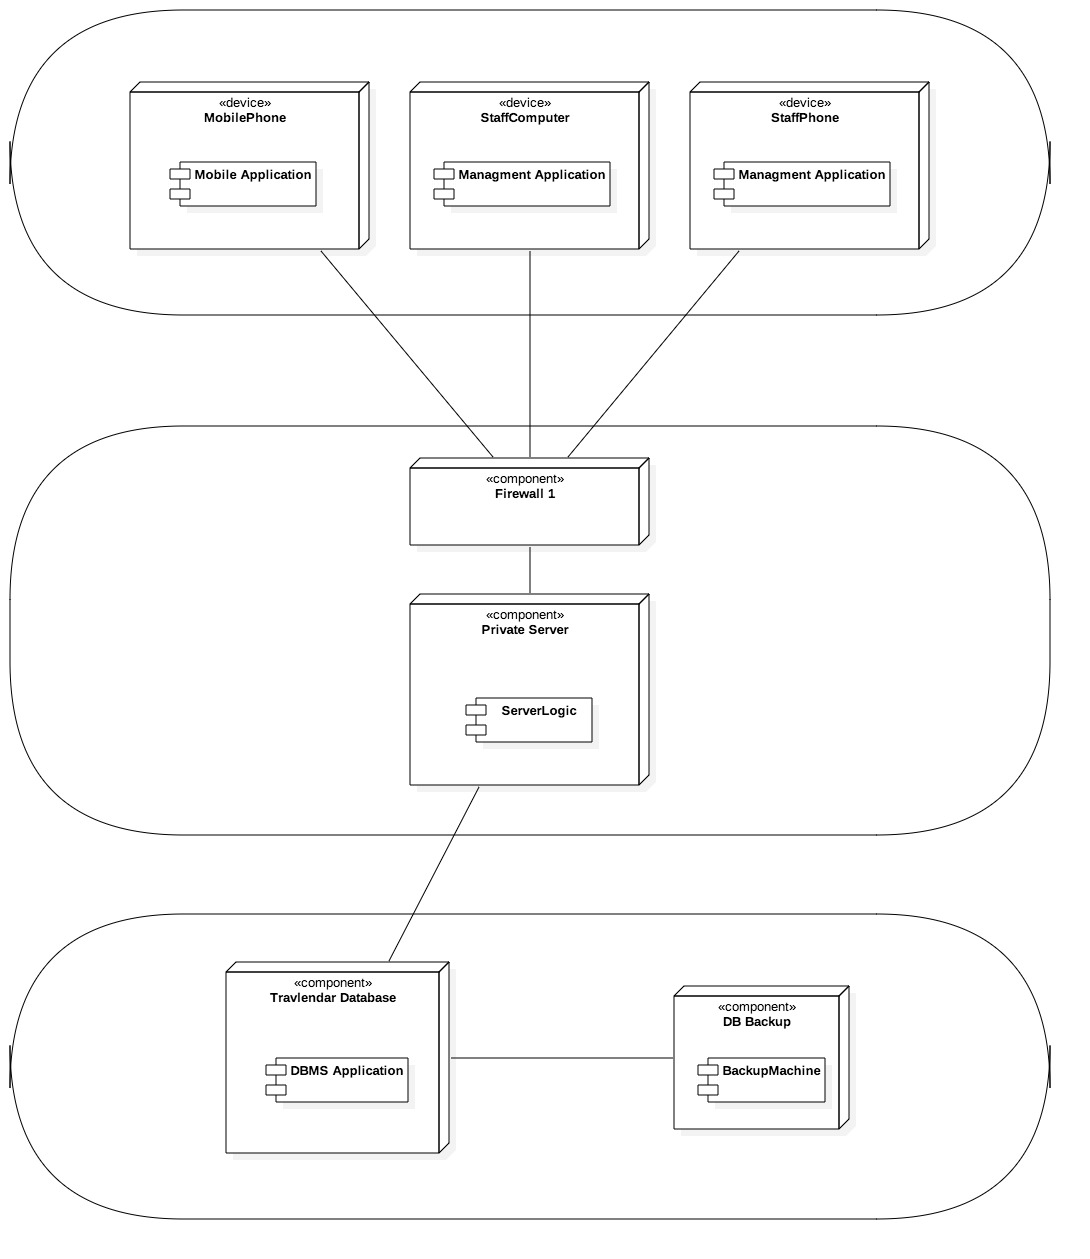 «device»
MobilePhone
Mobile Application
«device»
StaffComputer
Managment Application
«device»
StaffPhone
Managment Application
«component»
Firewall 1
«component»
Private Server
ServerLogic
«component»
Travlendar Database
DBMS Application
«component»
DB Backup
BackupMachine